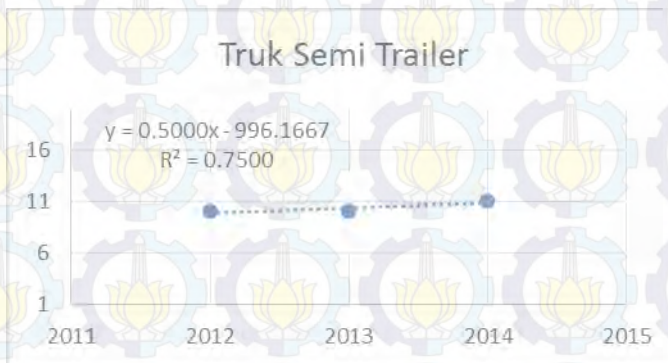 Truk Semi Trailer
y = 0.5000x - 996.1667
R² = 0.7500
16
11
6
1
2011 2012 2013 2014 2015